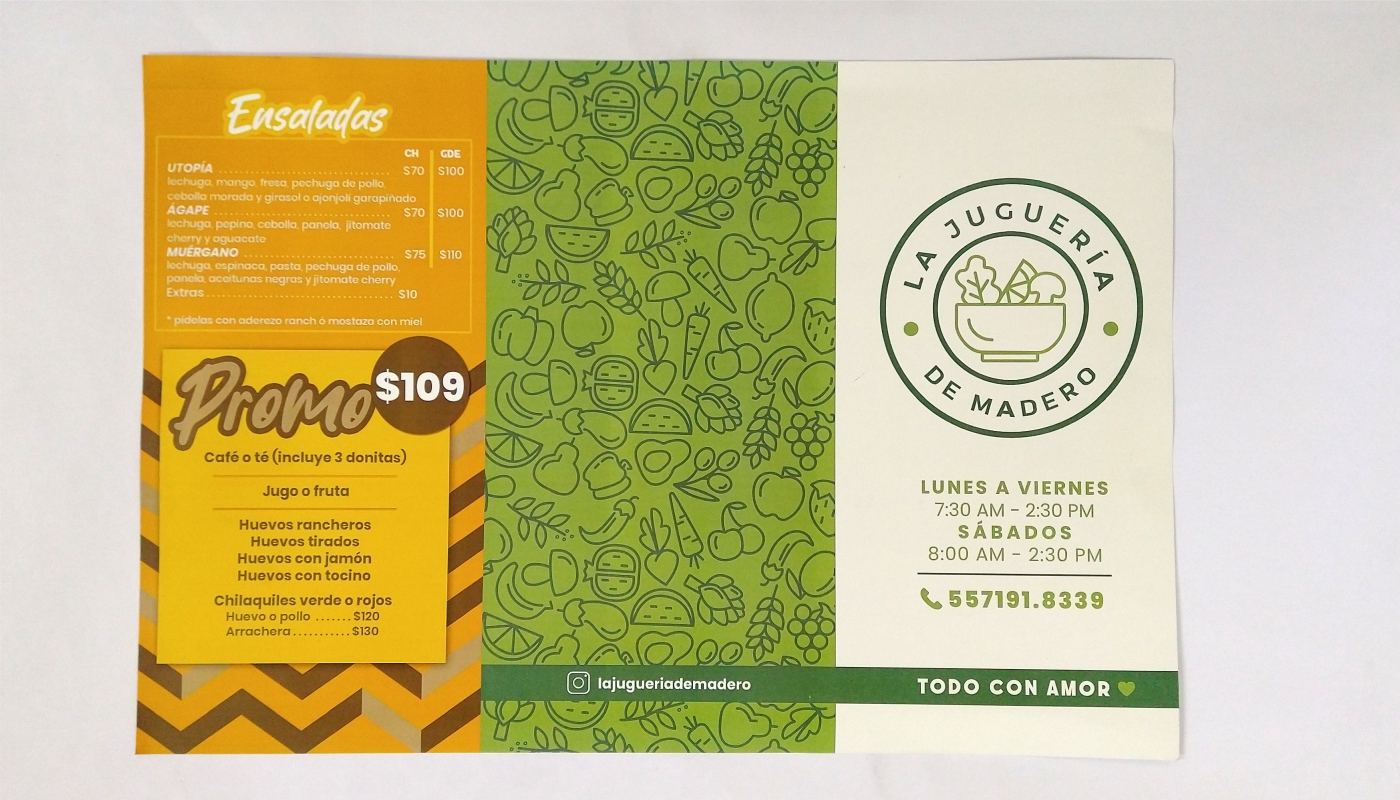 Ensaladas
CH GDE
UTOPÍA ........................ $70 $100
lechuga, mango, fresa, pechuga de pollo,
cebolla morada y girasol o ajonjoli garapiñado
ÁGAPE ........................ $70 $100
lechuga, pepino, cebolla, panela, jitomate
cherry y aguacate
MUÉRGANO ........................ $75 $110
lechuga, espinaca, pasta, pechuga de pollo,
panela, aceitunas negras y jitomate cherry
Extras ........................ $10
* pídelas con aderezo ranch ó mostaza con miel
Promo $109
Café o té (incluye 3 donitas)
Jugo o fruta
Huevos rancheros
Huevos tirados
Huevos con jamón
Huevos con tocino
Chilaquiles verde o rojos
Huevo o pollo ....... $120
Arrachera ........... $130
lajugueriademadero
LA JUGUERÍA
DE MADERO
LUNES A VIERNES
7:30 AM - 2:30 PM
SÁBADOS
8:00 AM - 2:30 PM
557191.8339
TODO CON AMOR